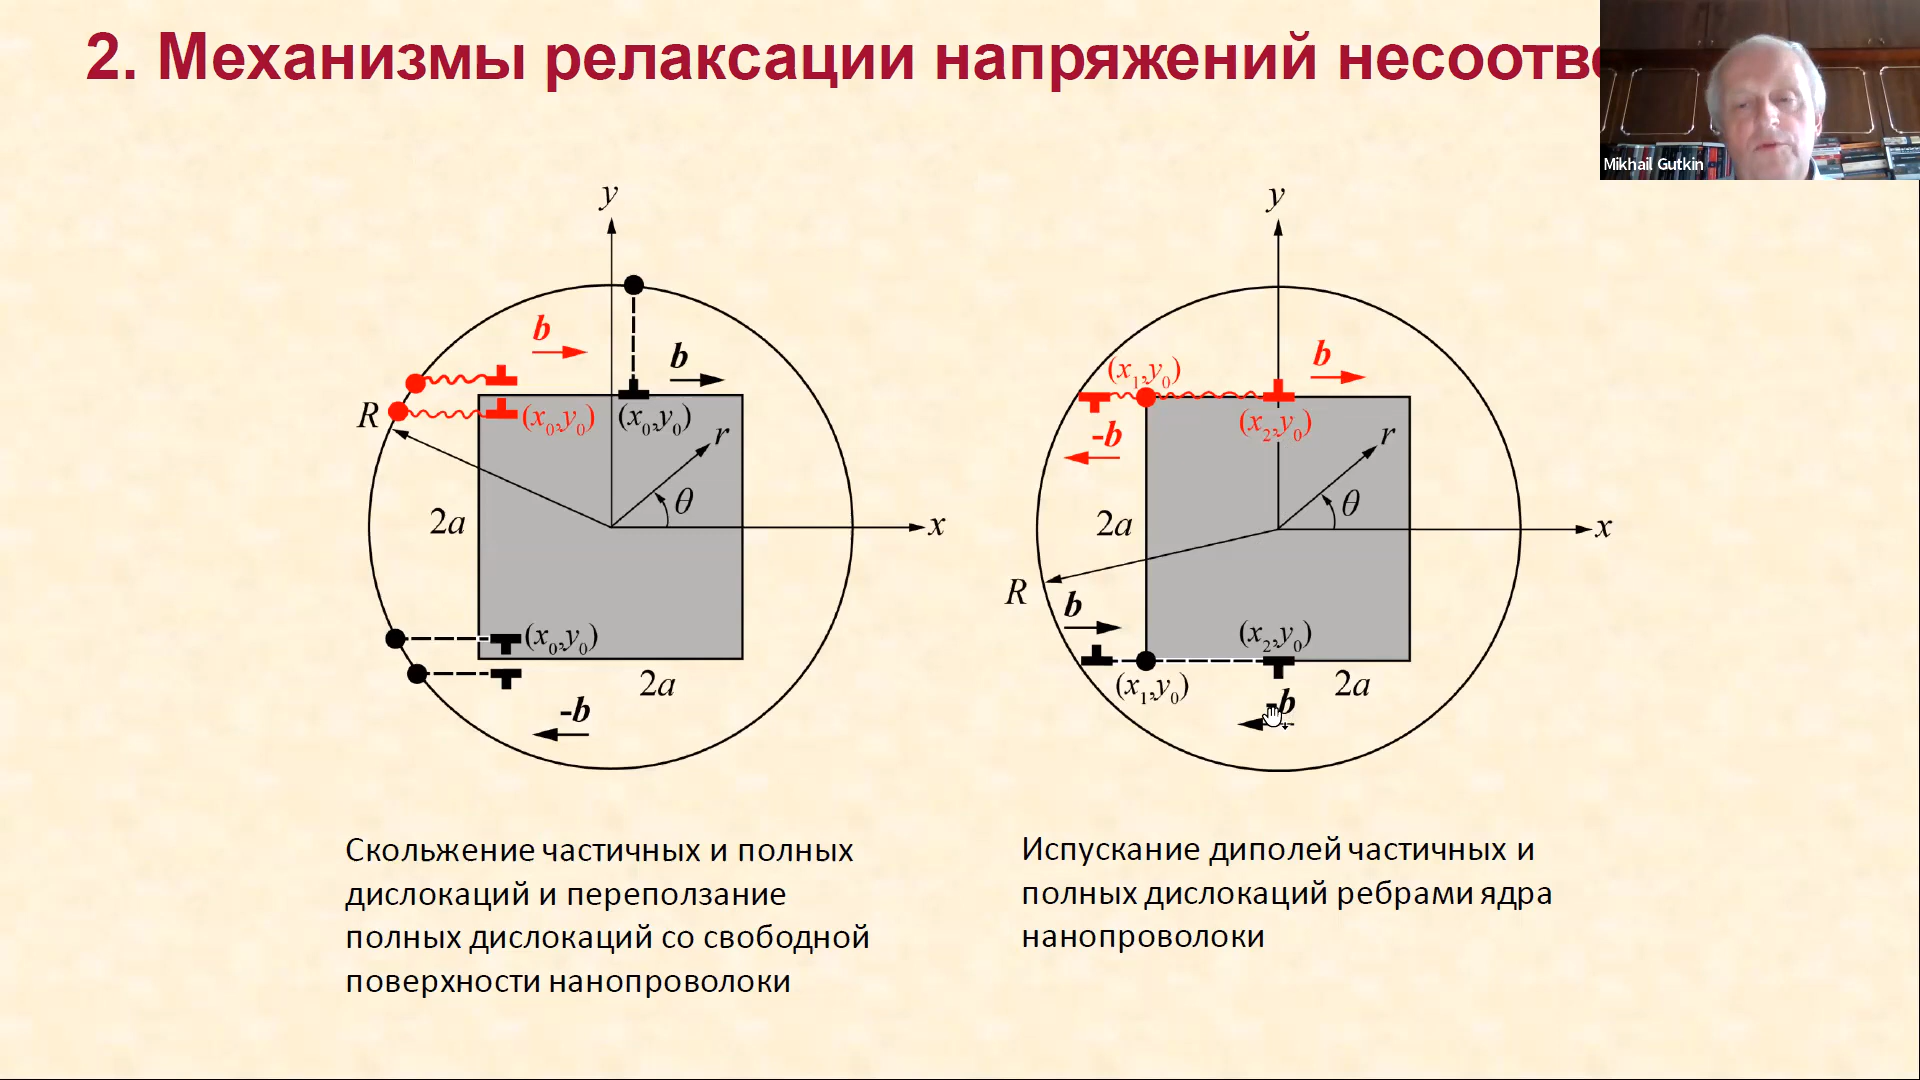 2. Механизмы релаксации напряжений несоотв
Mikhail Gutkin
y
b
b
R
(x₀,y₀)
(x₀,y₀)
r
θ
2a
x
(x₀,y₀)
2a
-b
y
(x₁,y₀)
b
-b
(x₂,y₀)
r
θ
2a
x
R
b
(x₂,y₀)
(x₁,y₀)
2a
-b
Скольжение частичных и полных
дислокаций и переползание
полных дислокаций со свободной
поверхности нанопроволоки
Испускание диполей частичных и
полных дислокаций ребрами ядра
нанопроволоки